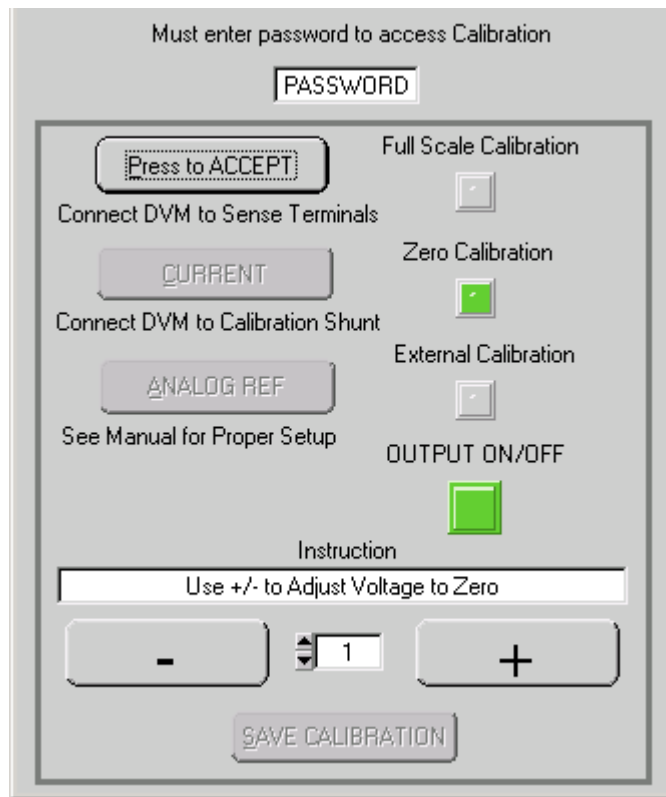 Must enter password to access Calibration
PASSWORD
Press to ACCEPT
Full Scale Calibration
Connect DVM to Sense Terminals
CURRENT
Zero Calibration
Connect DVM to Calibration Shunt
ANALOG REF
External Calibration
See Manual for Proper Setup
OUTPUT ON/OFF
Instruction
Use +/- to Adjust Voltage to Zero
- 1 +
SAVE CALIBRATION